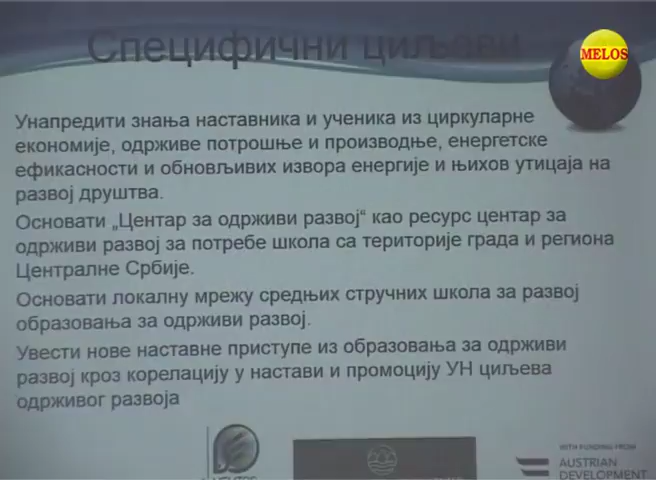 Специфични циљеви
MELOS
Унапредити знања наставника и ученика из циркуларне
економије, одрживе потрошње и производње, енергетске
ефикасности и обновљивих извора енергије и њихов утицаја на
развој друштва.
Основати „Центар за одрживи развој“ као ресурс центар за
одрживи развој за потребе школа са територије града и региона
Централне Србије.
Основати локалну мрежу средњих стручних школа за развој
образовања за одрживи развој.
Увести нове наставне приступе из образовања за одрживи
развој кроз корелацију у настави и промоцију УН циљева
одрживог развоја
WITH FUNDING FROM
AUSTRIAN
DEVELOPMENT